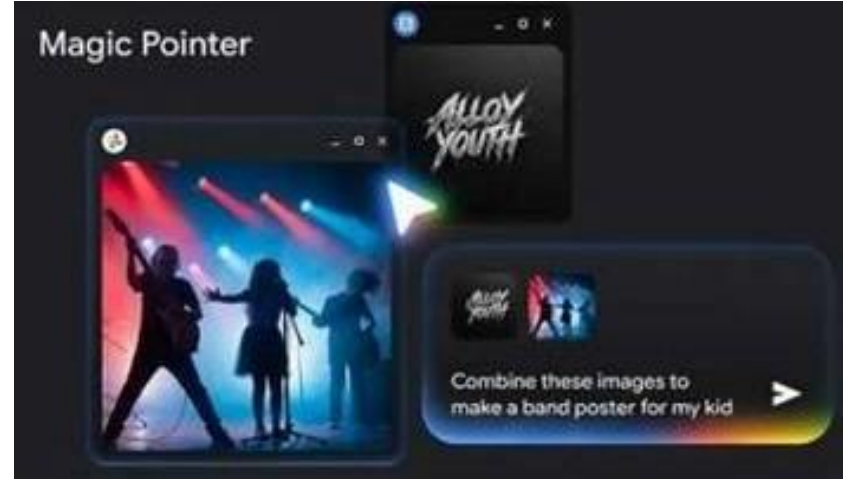 Magic Pointer
ALLOY
YOUTH
ALLOY
YOUTH
Combine these images to
make a band poster for my kid